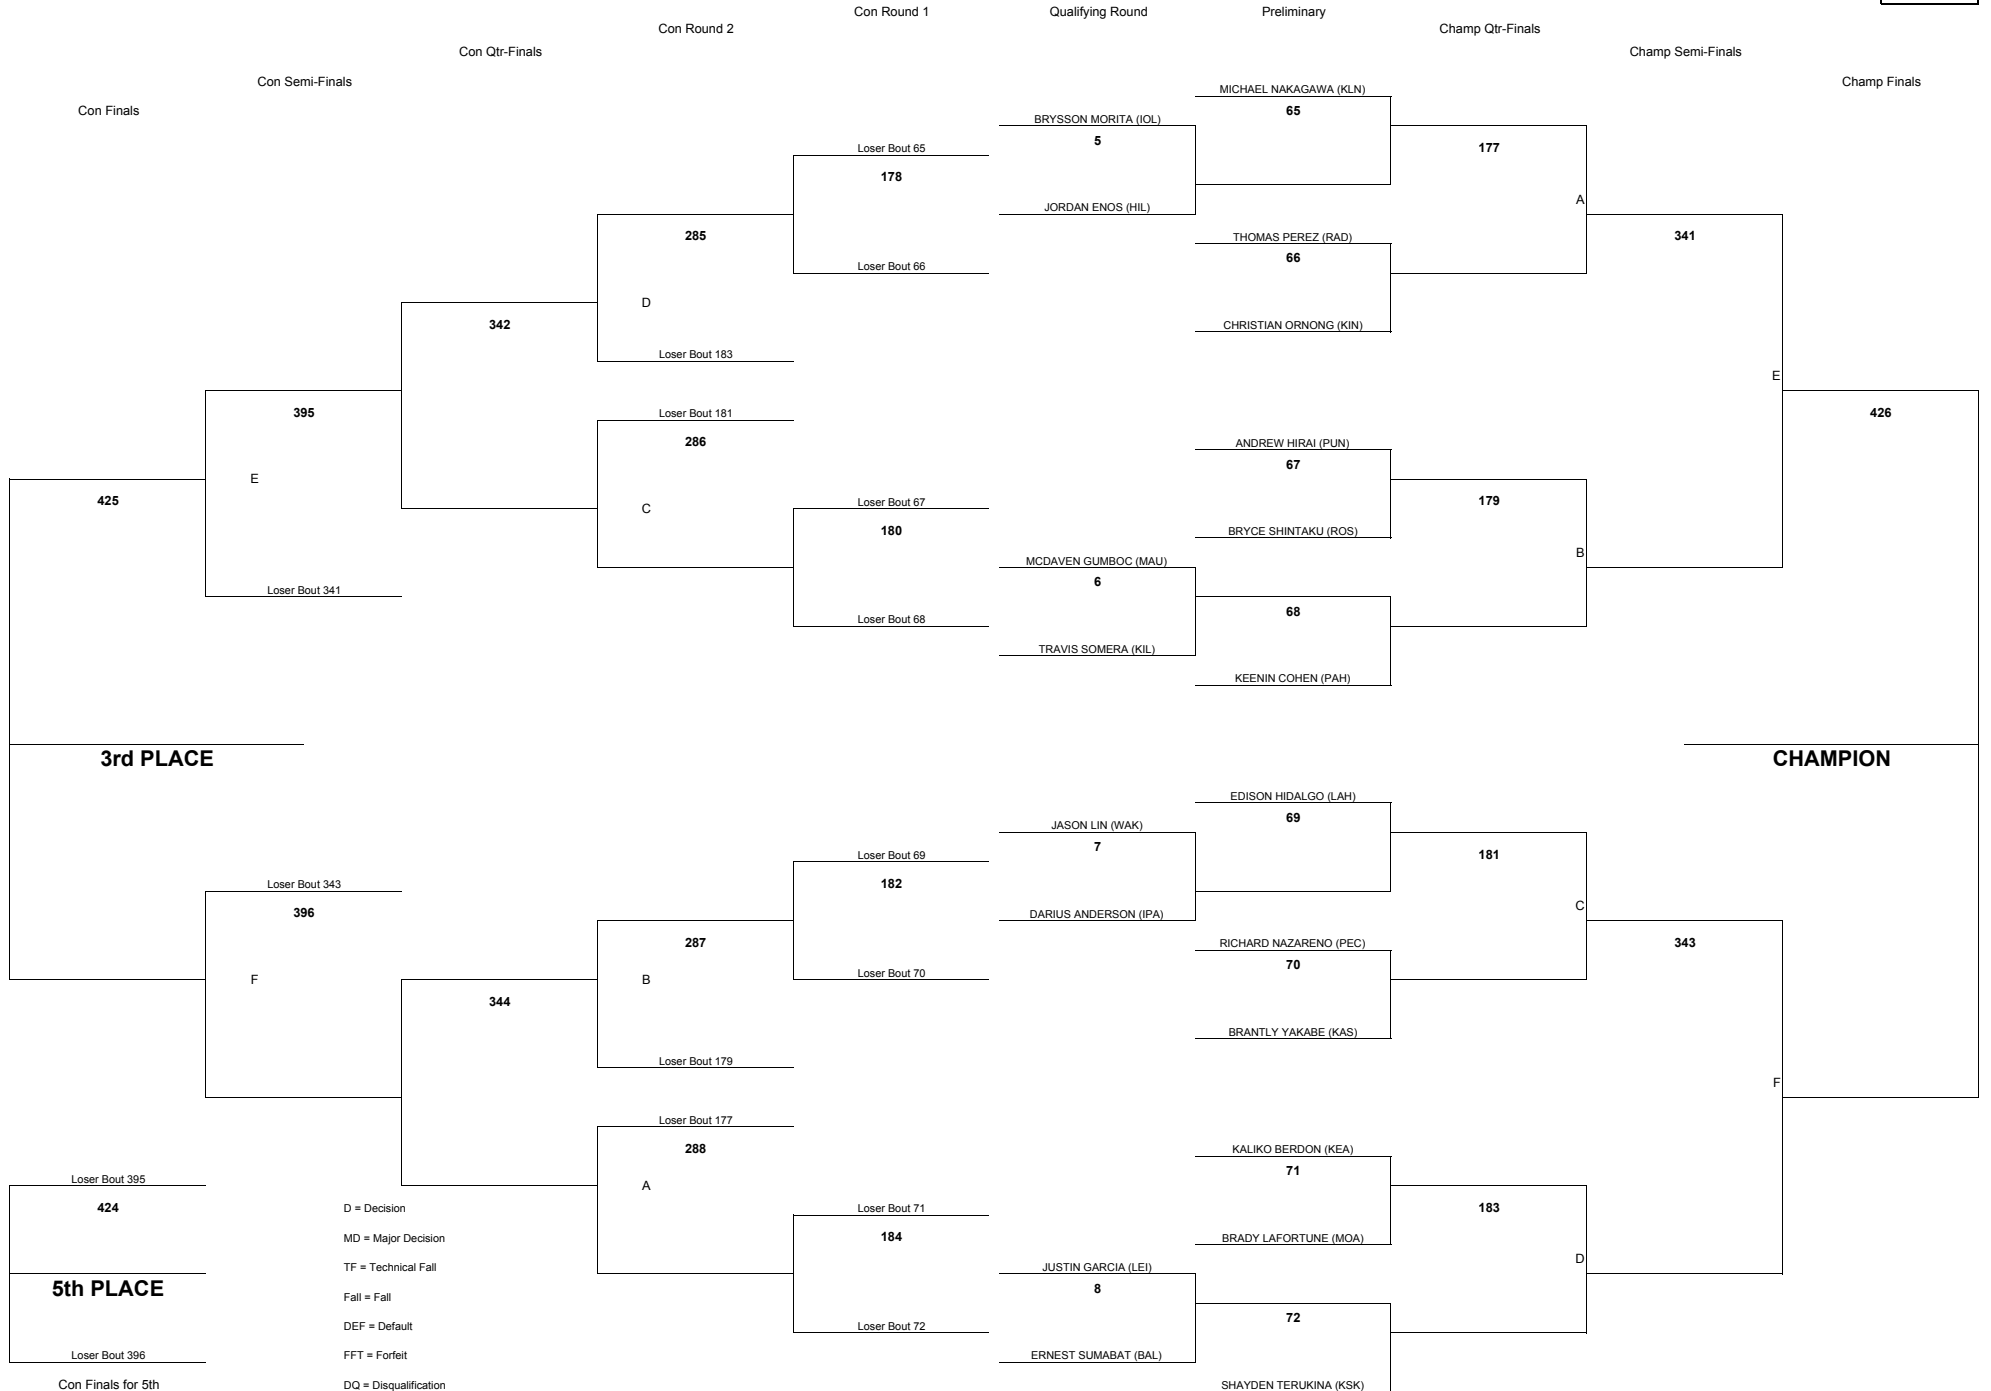 Con Round 1
Qualifying Round
Preliminary
Con Round 2
Champ Qtr-Finals
Con Qtr-Finals
Champ Semi-Finals
Con Semi-Finals
Champ Finals
Con Finals
MICHAEL NAKAGAWA (KLN)
65
BRYSSON MORITA (IOL)
5
Loser Bout 65
177
178
A
JORDAN ENOS (HIL)
285
THOMAS PEREZ (RAD)
341
66
Loser Bout 66
D
342
CHRISTIAN ORNONG (KIN)
Loser Bout 183
E
395
Loser Bout 181
426
286
ANDREW HIRAI (PUN)
67
E
425
Loser Bout 67
179
C
180
BRYCE SHINTAKU (ROS)
B
MCDAVEN GUMBOC (MAU)
6
Loser Bout 341
68
Loser Bout 68
TRAVIS SOMERA (KIL)
KEENIN COHEN (PAH)
3rd PLACE
CHAMPION
EDISON HIDALGO (LAH)
69
JASON LIN (WAK)
7
Loser Bout 69
181
Loser Bout 343
182
C
396
DARIUS ANDERSON (IPA)
287
RICHARD NAZARENO (PEC)
343
70
Loser Bout 70
F
B
344
BRANTLY YAKABE (KAS)
Loser Bout 179
F
Loser Bout 177
288
KALIKO BERDON (KEA)
71
Loser Bout 395
A
424
D = Decision
Loser Bout 71
183
184
MD = Major Decision
BRADY LAFORTUNE (MOA)
D
TF = Technical Fall
JUSTIN GARCIA (LEI)
5th PLACE
8
Fall = Fall
72
DEF = Default
Loser Bout 72
Loser Bout 396
FFT = Forfeit
ERNEST SUMABAT (BAL)
Con Finals for 5th
DQ = Disqualification
SHAYDEN TERUKINA (KSK)